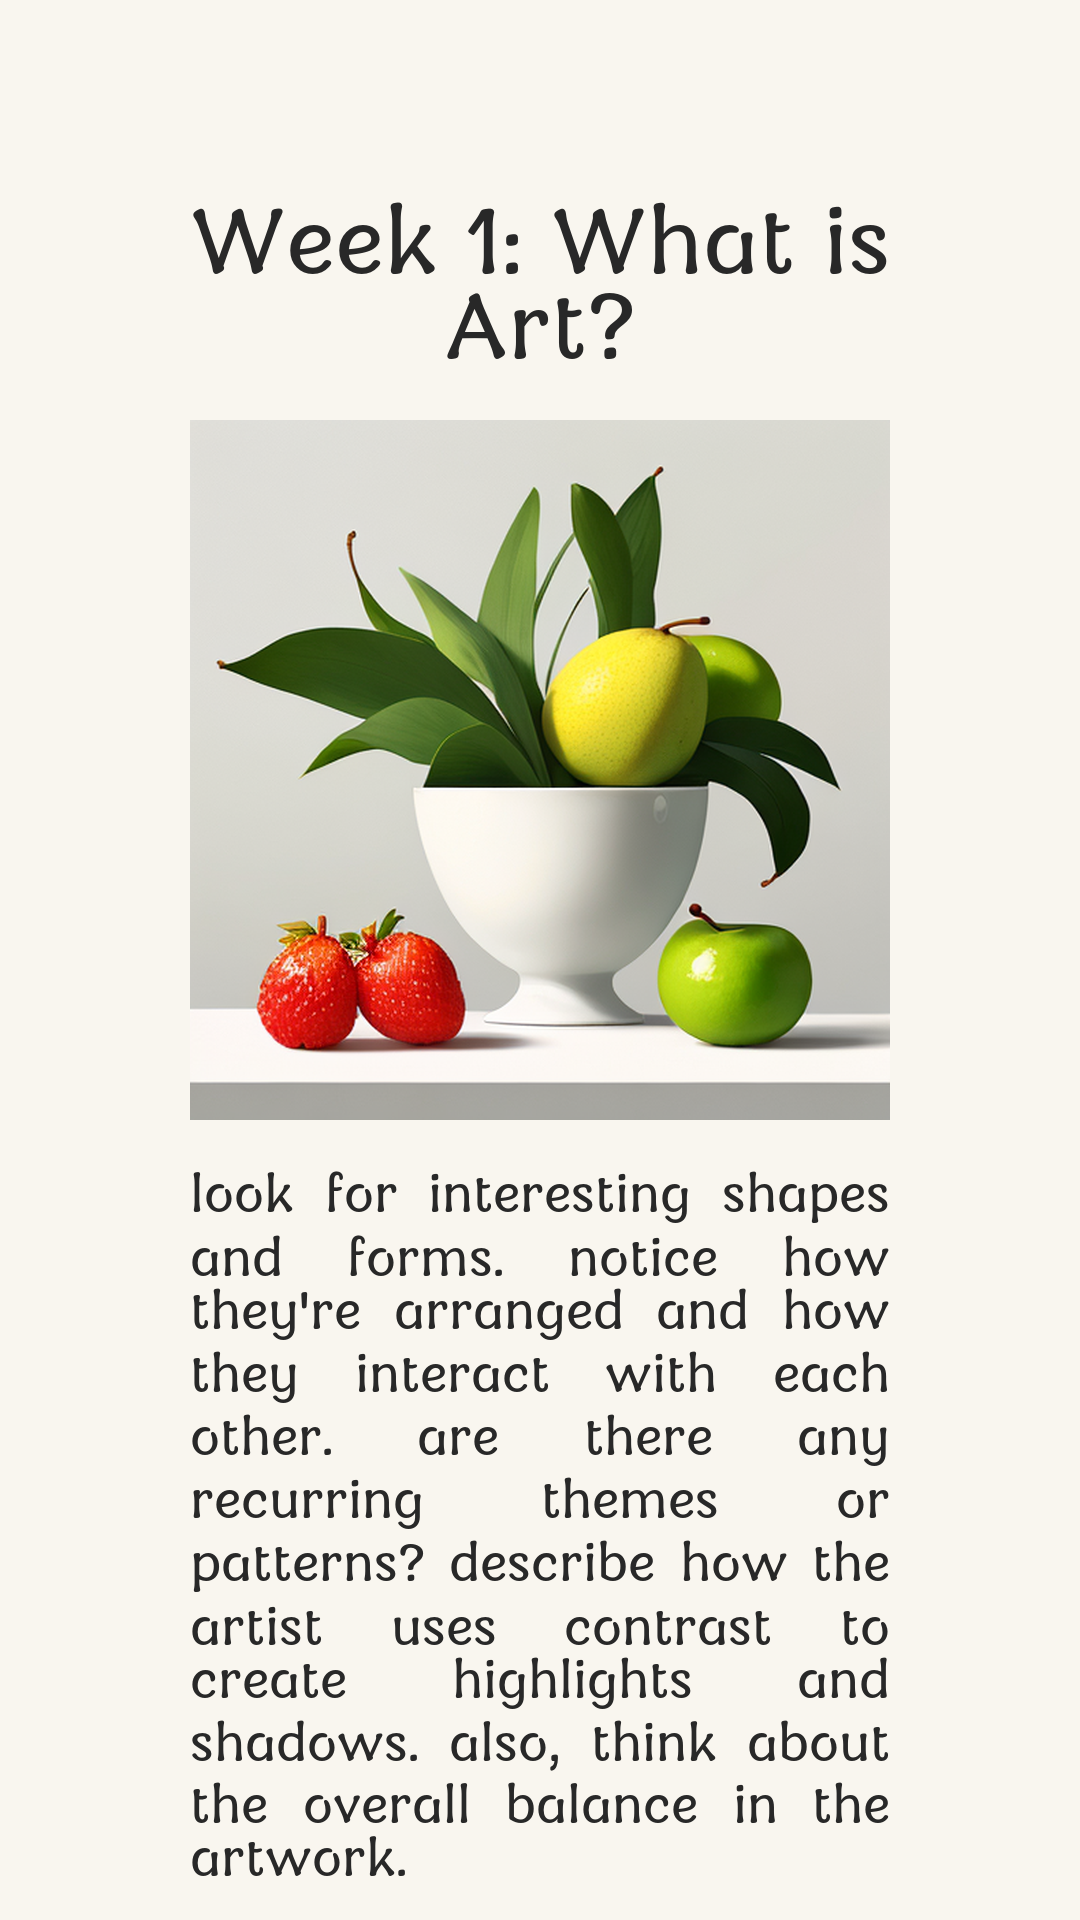 Week 1: What is
Art?
look for interesting shapes
and forms. notice how
they're arranged and how
they interact with each
other. are there any
recurring themes or
patterns? describe how the
artist uses contrast to
create highlights and
shadows. also, think about
the overall balance in the
artwork.